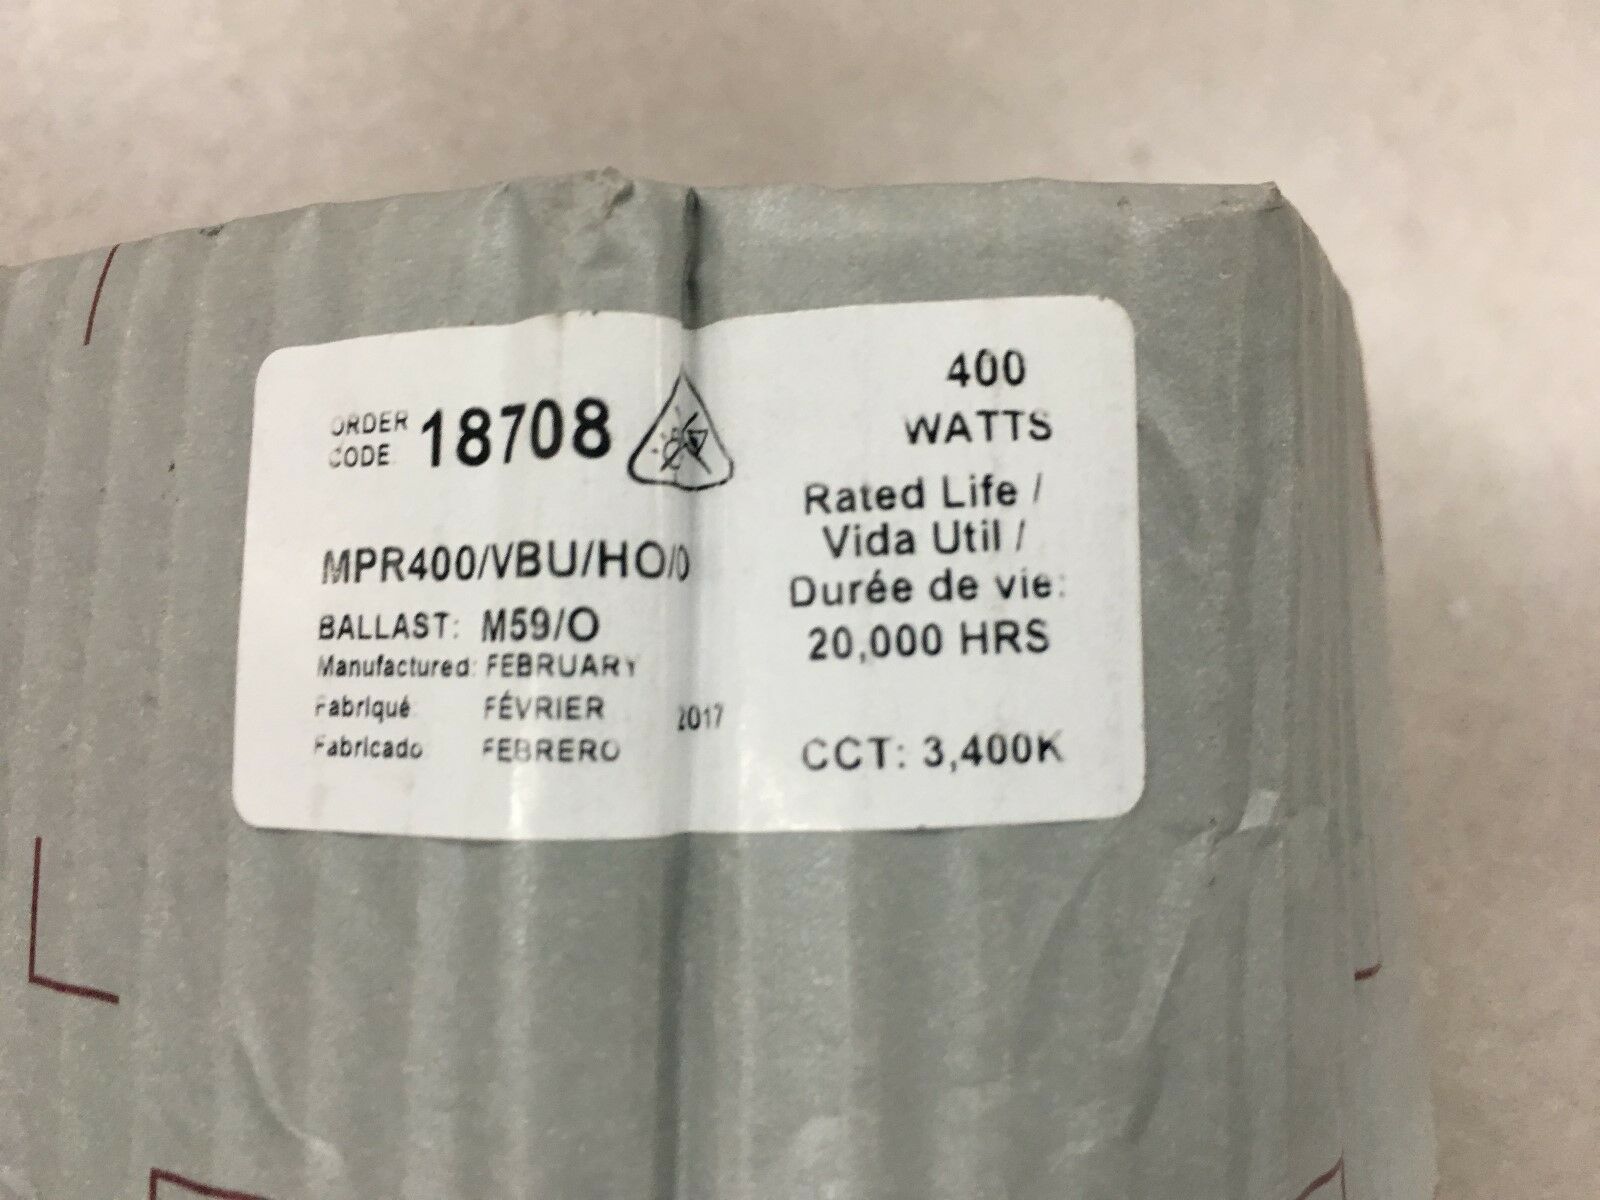 ORDER
CODE: 18708
MPR400/VBU/HO/0
BALLAST: M59/O
Manufactured: FEBRUARY
Fabriqué: FÉVRIER 2017
Fabricado: FEBRERO
400
WATTS
Rated Life /
Vida Util /
Durée de vie:
20,000 HRS
CCT: 3,400K